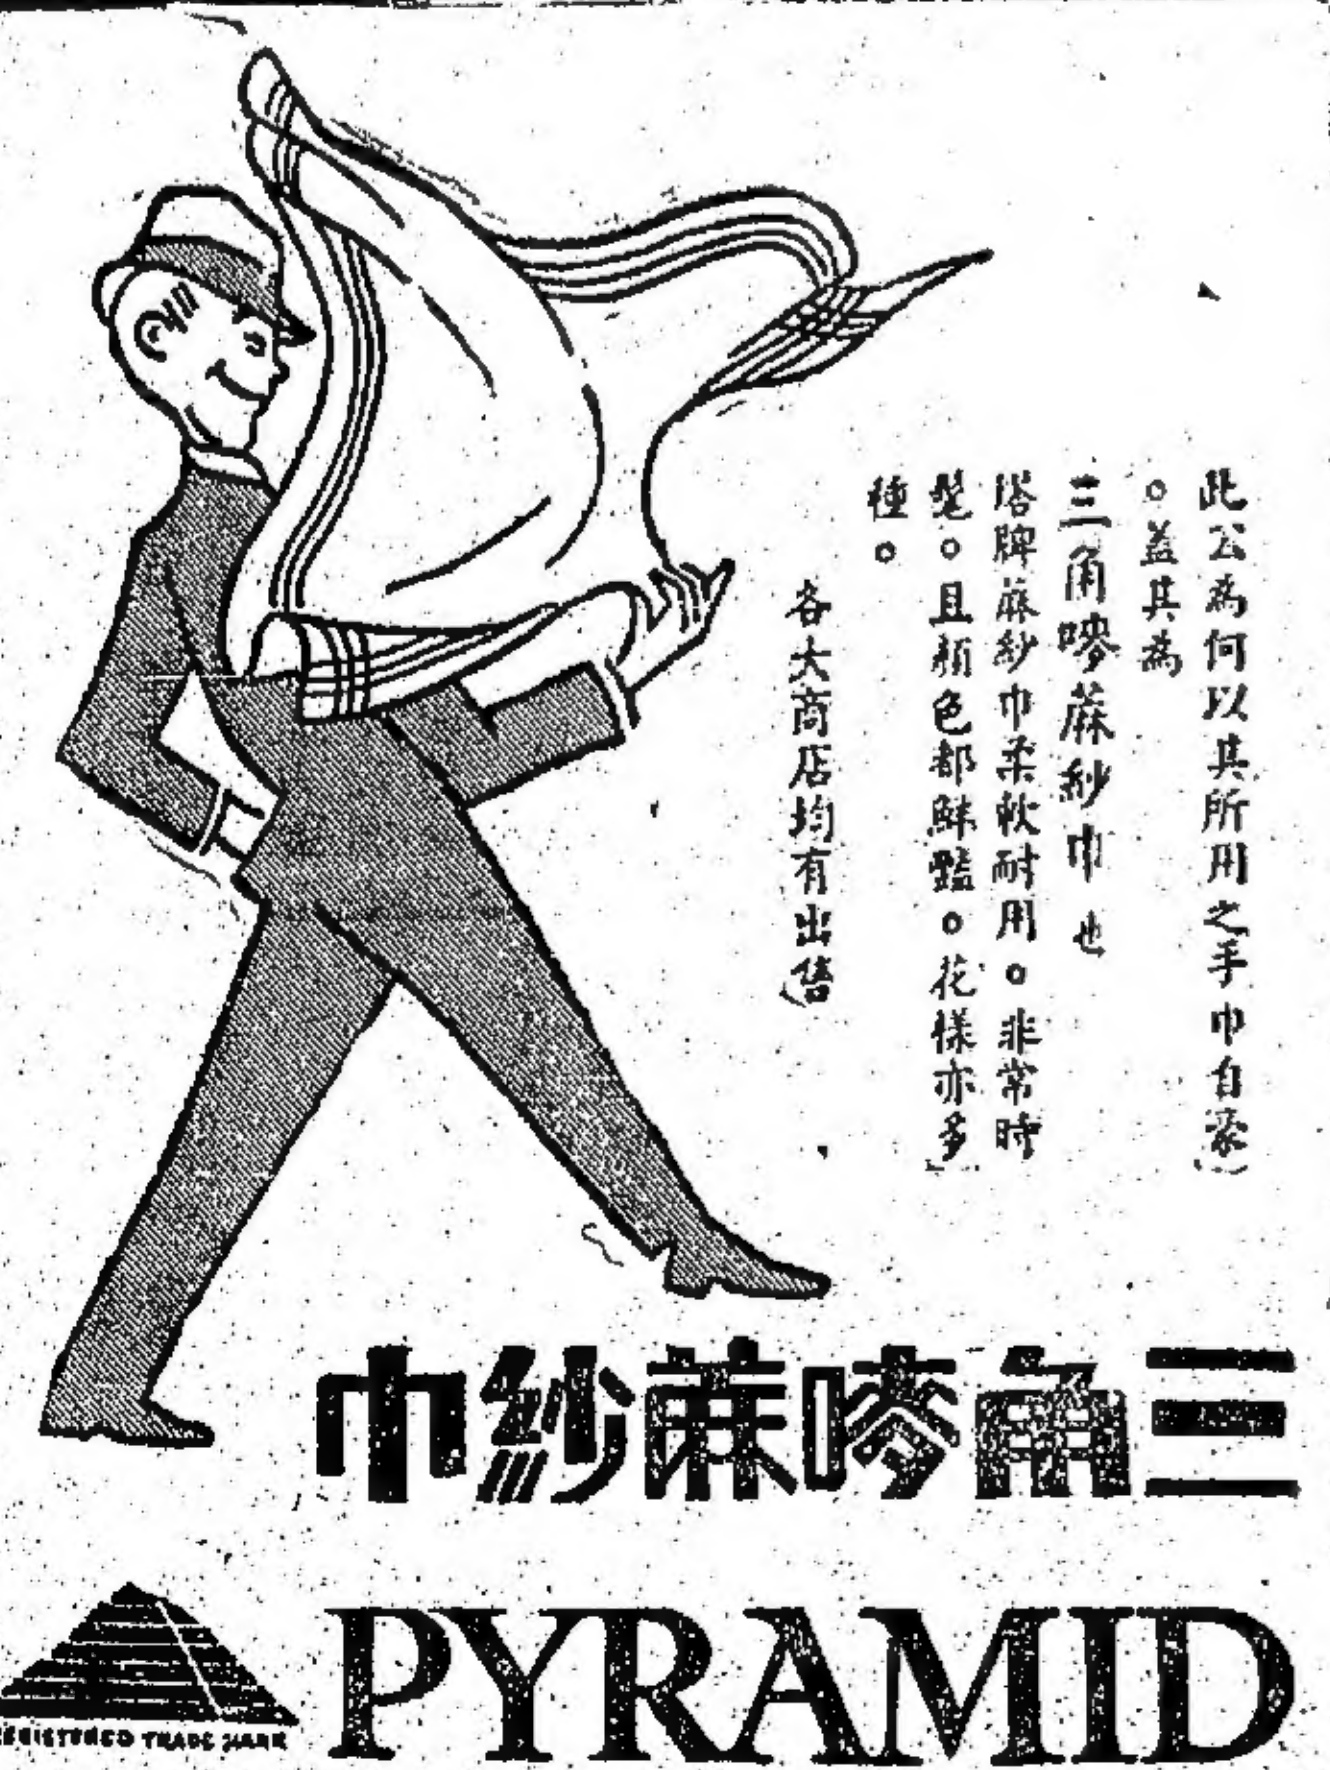 此公為何以其所用之手巾自豪
。蓋其為
三角嘜蔴紗巾也
塔牌蔴紗巾柔軟耐用。非常時
髦。且顏色都鮮豔。花樣亦多
種。
各大商店均有出售
三角嘜蔴紗巾
REGISTERED TRADE MARK
PYRAMID